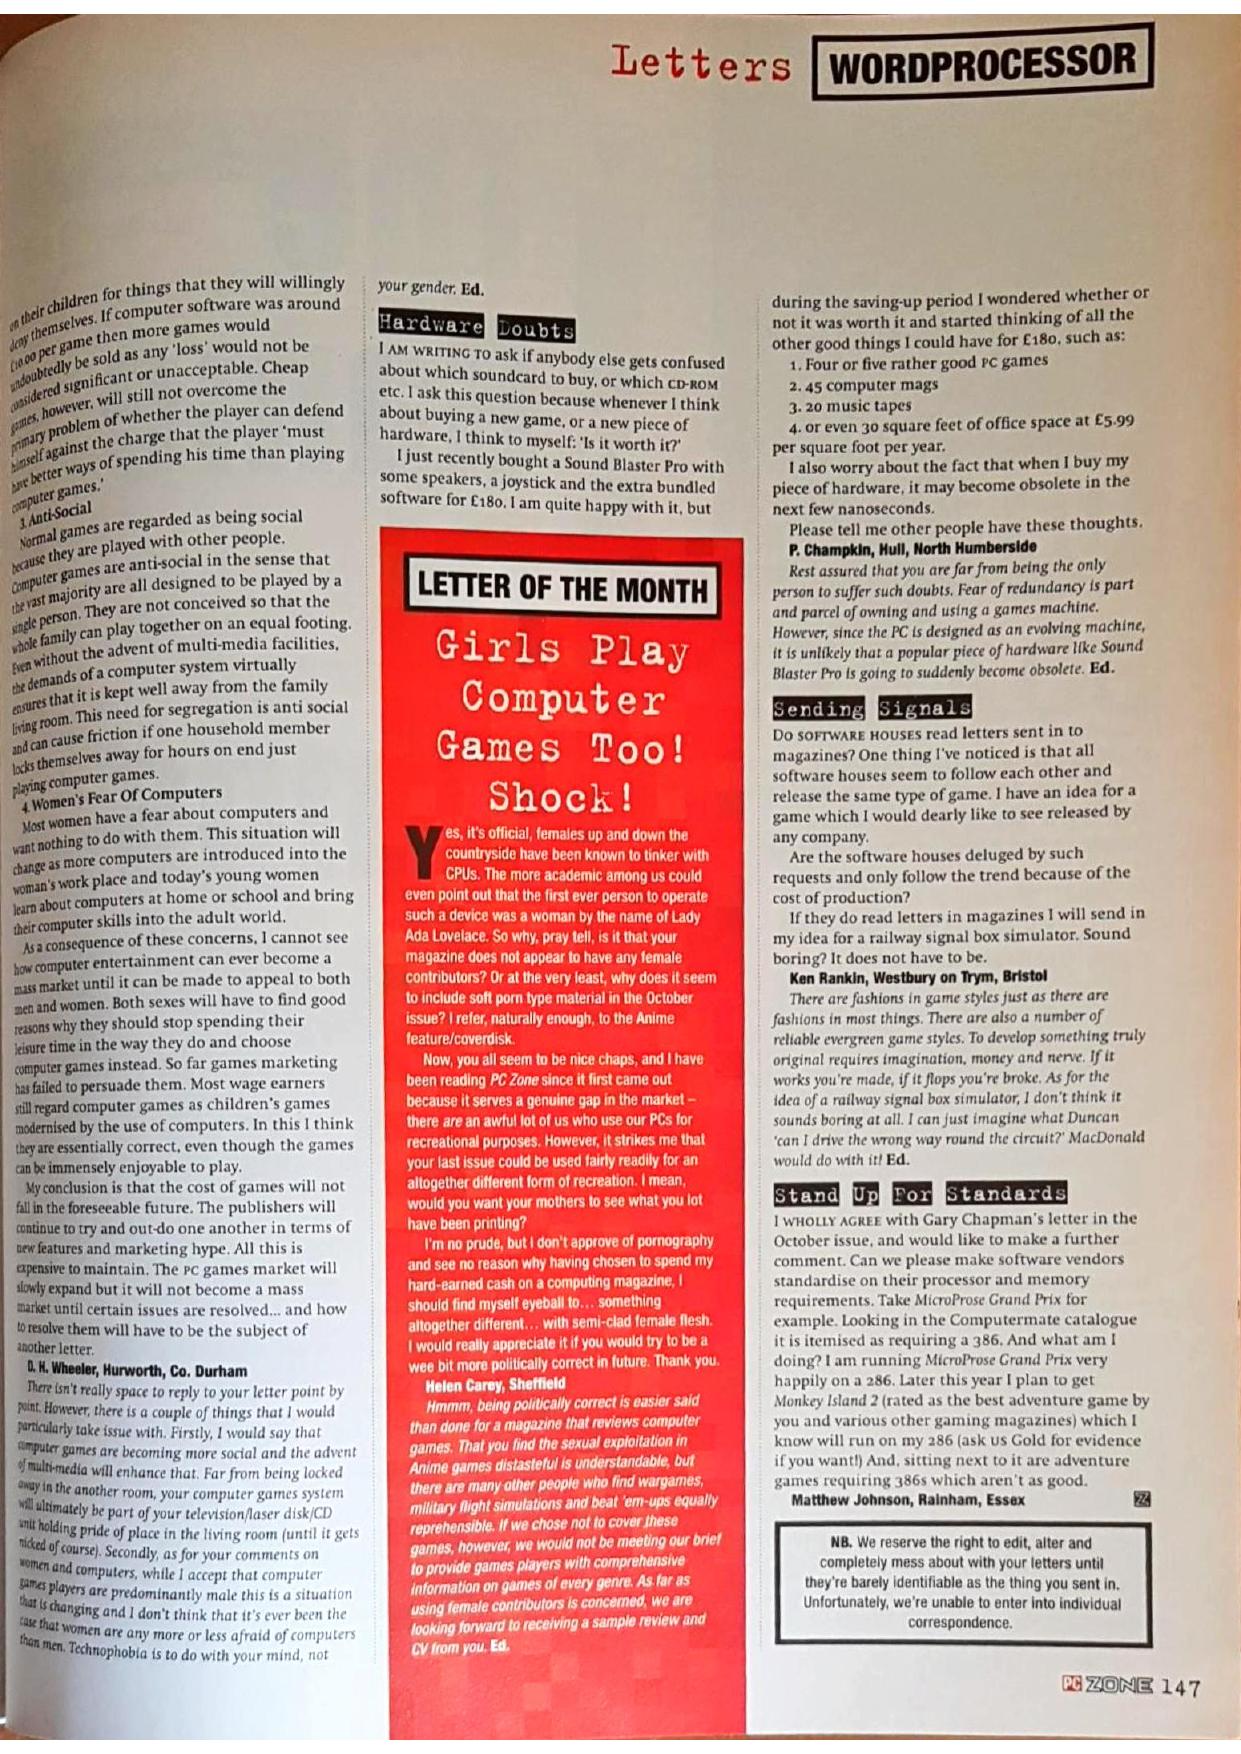 Letters WORDPROCESSOR
on their children for things that they will willingly
deny themselves. If computer software was around
£10.00 per game then more games would
undoubtedly be sold as any 'loss' would not be
considered significant or unacceptable. Cheap
games, however, will still not overcome the
primary problem of whether the player can defend
himself against the charge that the player 'must
have better ways of spending his time than playing
computer games.'
3. Anti-Social
Normal games are regarded as being social
because they are played with other people.
Computer games are anti-social in the sense that
the vast majority are all designed to be played by a
single person. They are not conceived so that the
whole family can play together on an equal footing.
Even without the advent of multi-media facilities,
the demands of a computer system virtually
ensures that it is kept well away from the family
living room. This need for segregation is anti social
and can cause friction if one household member
locks themselves away for hours on end just
playing computer games.
4. Women's Fear Of Computers
Most women have a fear about computers and
want nothing to do with them. This situation will
change as more computers are introduced into the
woman's work place and today's young women
learn about computers at home or school and bring
their computer skills into the adult world.
As a consequence of these concerns, I cannot see
how computer entertainment can ever become a
mass market until it can be made to appeal to both
men and women. Both sexes will have to find good
reasons why they should stop spending their
leisure time in the way they do and choose
computer games instead. So far games marketing
has failed to persuade them. Most wage earners
still regard computer games as children's games
modernised by the use of computers. In this I think
they are essentially correct, even though the games
can be immensely enjoyable to play.
My conclusion is that the cost of games will not
fall in the foreseeable future. The publishers will
continue to try and out-do one another in terms of
new features and marketing hype. All this is
expensive to maintain. The PC games market will
slowly expand but it will not become a mass
market until certain issues are resolved... and how
to resolve them will have to be the subject of
another letter.
D. H. Wheeler, Hurworth, Co. Durham
There isn't really space to reply to your letter point by
point. However, there is a couple of things that I would
particularly take issue with. Firstly, I would say that
computer games are becoming more social and the advent
of multi-media will enhance that. Far from being locked
away in the another room, your computer games system
will ultimately be part of your television/laser disk/CD
unit holding pride of place in the living room (until it gets
nicked of course). Secondly, as for your comments on
women and computers, while I accept that computer
games players are predominantly male this is a situation
that is changing and I don't think that it's ever been the
case that women are any more or less afraid of computers
than men. Technophobia is to do with your mind, not
your gender. Ed.
Hardware Doubts
I AM WRITING TO ask if anybody else gets confused
about which soundcard to buy, or which CD-ROM
etc. I ask this question because whenever I think
about buying a new game, or a new piece of
hardware, I think to myself: 'Is it worth it?'
I just recently bought a Sound Blaster Pro with
some speakers, a joystick and the extra bundled
software for £180. I am quite happy with it, but
LETTER OF THE MONTH
Girls Play
Computer
Games Too!
Shock!
Yes, it's official, females up and down the
countryside have been known to tinker with
CPUs. The more academic among us could
even point out that the first ever person to operate
such a device was a woman by the name of Lady
Ada Lovelace. So why, pray tell, is it that your
magazine does not appear to have any female
contributors? Or at the very least, why does it seem
to include soft porn type material in the October
issue? I refer, naturally enough, to the Anime
feature/coverdisk.
Now, you all seem to be nice chaps, and I have
been reading PC Zone since it first came out
because it serves a genuine gap in the market –
there are an awful lot of us who use our PCs for
recreational purposes. However, it strikes me that
your last issue could be used fairly readily for an
altogether different form of recreation. I mean,
would you want your mothers to see what you lot
have been printing?
I'm no prude, but I don't approve of pornography
and see no reason why having chosen to spend my
hard-earned cash on a computing magazine, I
should find myself eyeball to... something
altogether different... with semi-clad female flesh.
I would really appreciate it if you would try to be a
wee bit more politically correct in future. Thank you.
Helen Carey, Sheffield
Hmmm, being politically correct is easier said
than done for a magazine that reviews computer
games. That you find the sexual exploitation in
Anime games distasteful is understandable, but
there are many other people who find wargames,
military flight simulations and beat 'em-ups equally
reprehensible. If we chose not to cover these
games, however, we would not be meeting our brief
to provide games players with comprehensive
information on games of every genre. As far as
using female contributors is concerned, we are
looking forward to receiving a sample review and
CV from you. Ed.
during the saving-up period I wondered whether or
not it was worth it and started thinking of all the
other good things I could have for £180, such as:
1. Four or five rather good PC games
2. 45 computer mags
3. 20 music tapes
4. or even 30 square feet of office space at £5.99
per square foot per year.
I also worry about the fact that when I buy my
piece of hardware, it may become obsolete in the
next few nanoseconds.
Please tell me other people have these thoughts.
P. Champkin, Hull, North Humberside
Rest assured that you are far from being the only
person to suffer such doubts. Fear of redundancy is part
and parcel of owning and using a games machine.
However, since the PC is designed as an evolving machine,
it is unlikely that a popular piece of hardware like Sound
Blaster Pro is going to suddenly become obsolete. Ed.
Sending Signals
DO SOFTWARE HOUSES read letters sent in to
magazines? One thing I've noticed is that all
software houses seem to follow each other and
release the same type of game. I have an idea for a
game which I would dearly like to see released by
any company.
Are the software houses deluged by such
requests and only follow the trend because of the
cost of production?
If they do read letters in magazines I will send in
my idea for a railway signal box simulator. Sound
boring? It does not have to be.
Ken Rankin, Westbury on Trym, Bristol
There are fashions in game styles just as there are
fashions in most things. There are also a number of
reliable evergreen game styles. To develop something truly
original requires imagination, money and nerve. If it
works you're made, if it flops you're broke. As for the
idea of a railway signal box simulator, I don't think it
sounds boring at all. I can just imagine what Duncan
'can I drive the wrong way round the circuit?' MacDonald
would do with it! Ed.
Stand Up For Standards
I WHOLLY AGREE with Gary Chapman's letter in the
October issue, and would like to make a further
comment. Can we please make software vendors
standardise on their processor and memory
requirements. Take MicroProse Grand Prix for
example. Looking in the Computermate catalogue
it is itemised as requiring a 386. And what am I
doing? I am running MicroProse Grand Prix very
happily on a 286. Later this year I plan to get
Monkey Island 2 (rated as the best adventure game by
you and various other gaming magazines) which I
know will run on my 286 (ask US Gold for evidence
if you want!) And, sitting next to it are adventure
games requiring 386s which aren't as good.
Matthew Johnson, Rainham, Essex
NB. We reserve the right to edit, alter and
completely mess about with your letters until
they're barely identifiable as the thing you sent in.
Unfortunately, we're unable to enter into individual
correspondence.
PC ZONE 147